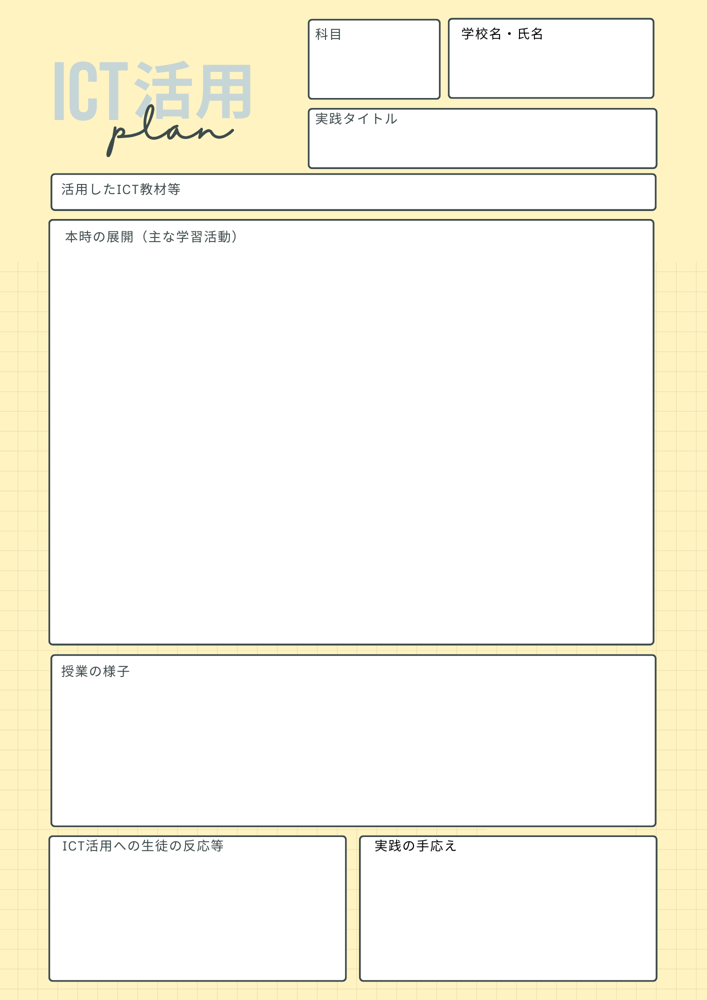 ICT活用
plan
科目
学校名・氏名
実践タイトル
活用したICT教材等
本時の展開（主な学習活動）
授業の様子
ICT活用への生徒の反応等
実践の手応え